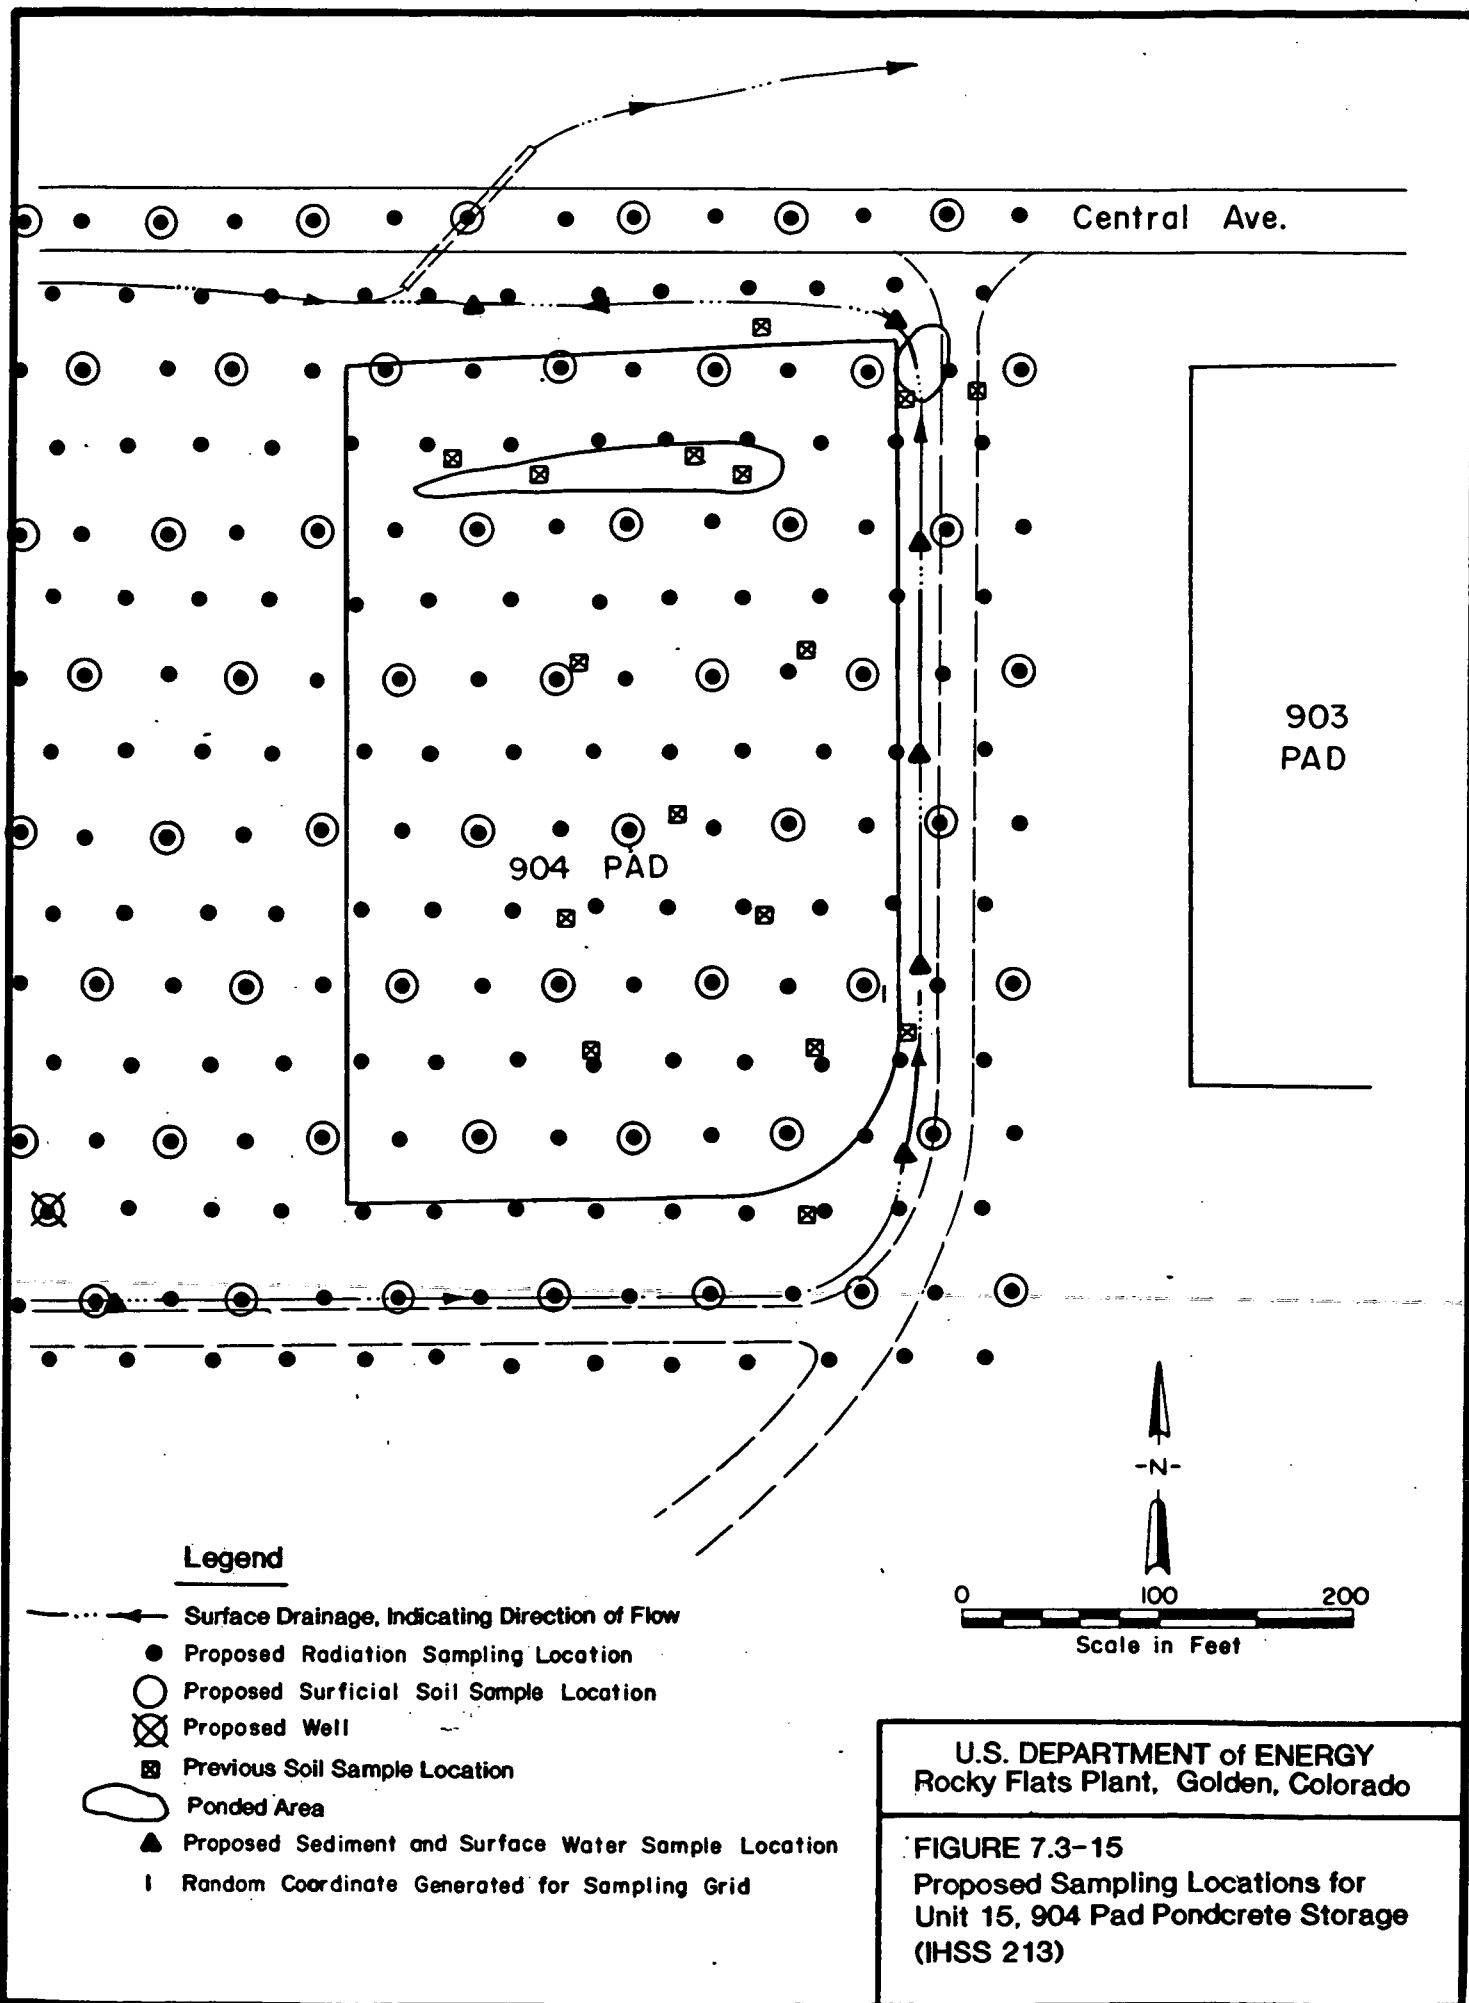 Central Ave.
903
PAD
904 PAD
-N-
Legend
Surface Drainage, Indicating Direction of Flow
Proposed Radiation Sampling Location
Proposed Surficial Soil Sample Location
Proposed Well
Previous Soil Sample Location
Ponded Area
Proposed Sediment and Surface Water Sample Location
I Random Coordinate Generated for Sampling Grid
0 100 200
Scale in Feet
U.S. DEPARTMENT of ENERGY
Rocky Flats Plant, Golden, Colorado
FIGURE 7.3-15
Proposed Sampling Locations for
Unit 15, 904 Pad Pondcrete Storage
(IHSS 213)